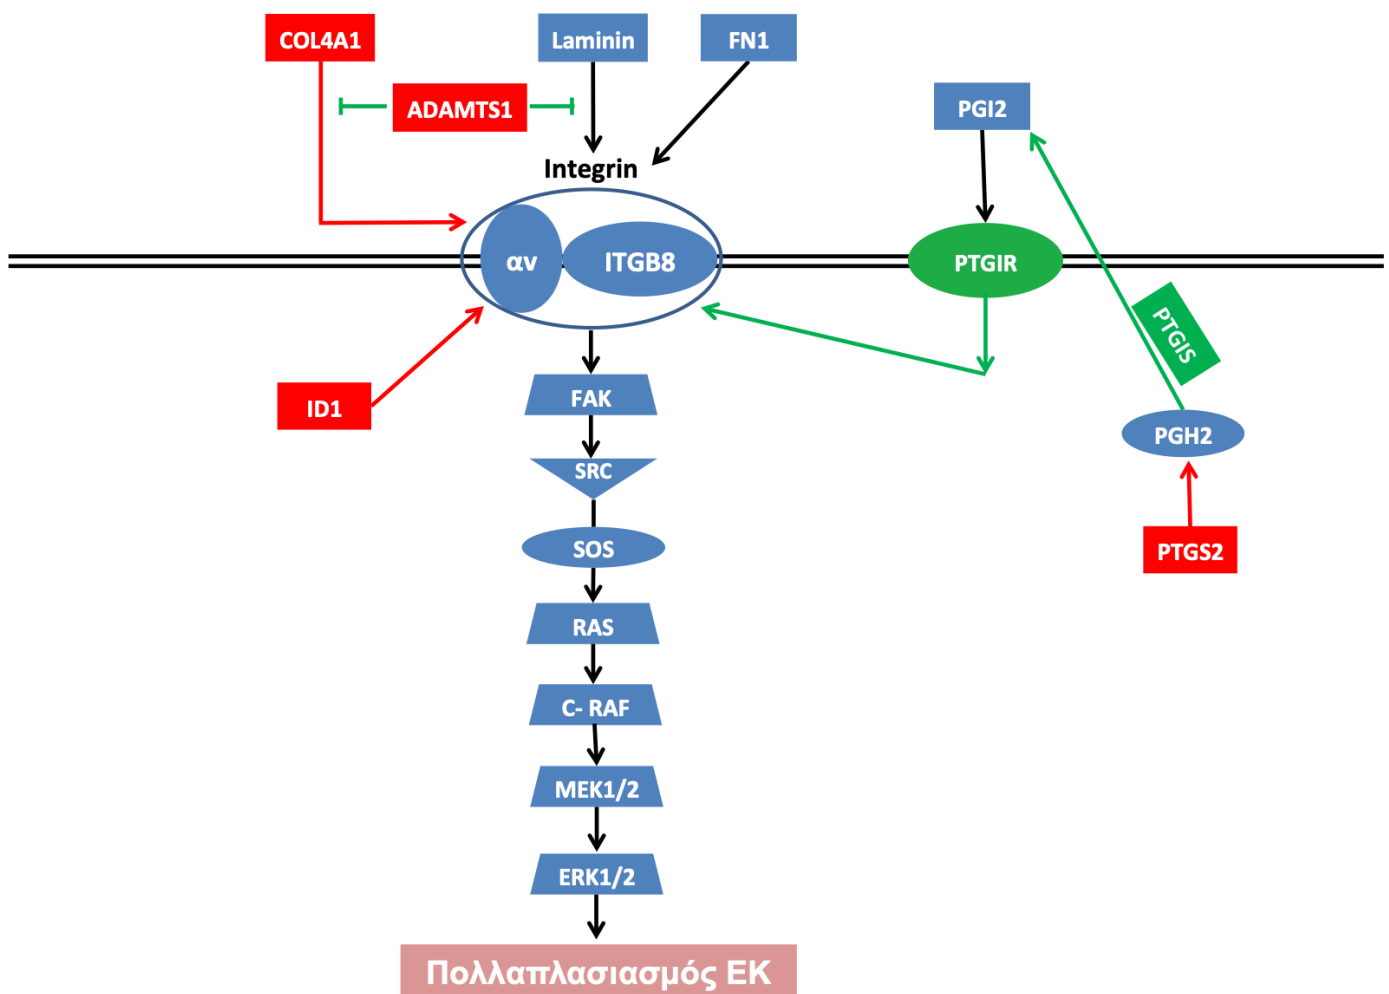 COL4A1
Laminin
FN1
ADAMTS1
PGI2
Integrin
αv
ITGB8
PTGIR
PTGIS
FAK
ID1
PGH2
SRC
SOS
PTGS2
RAS
C- RAF
MEK1/2
ERK1/2
Πολλαπλασιασμός ΕΚ